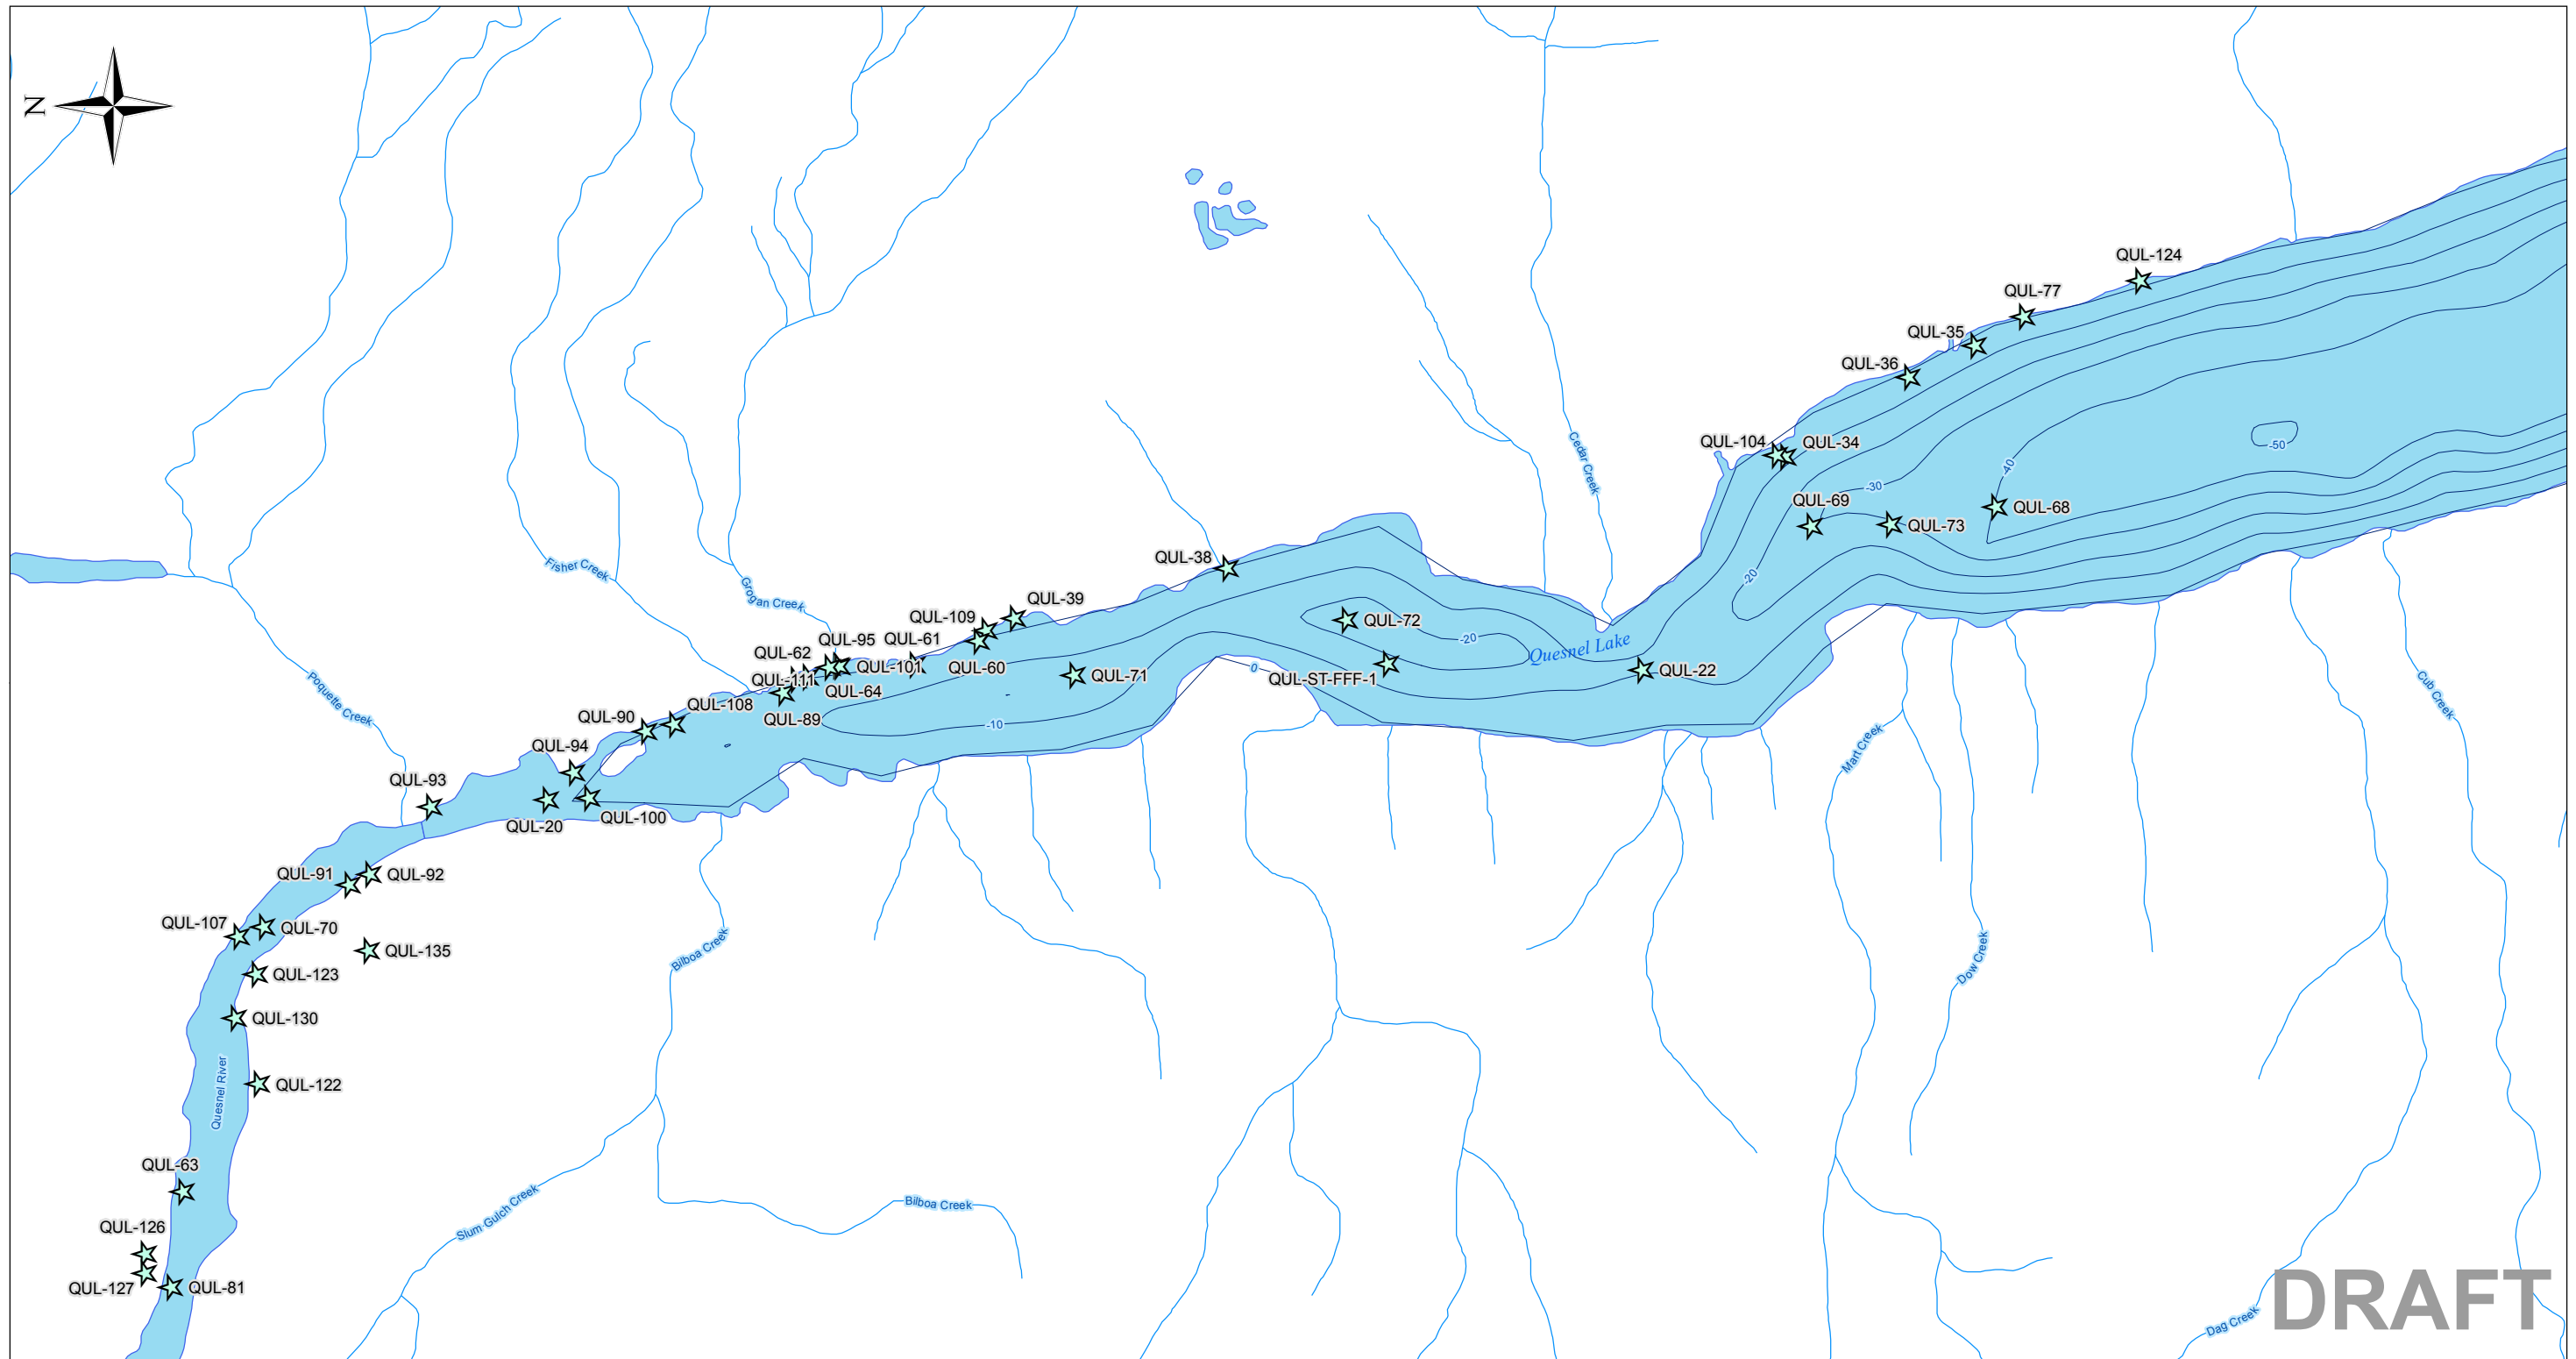 N
QUL-124
QUL-77
QUL-35
QUL-36
QUL-104
QUL-34
Cedar Creek
-50
-40
-30
QUL-69
QUL-68
QUL-73
QUL-38
Fisher Creek
-20
Grogan Creek
QUL-39
QUL-109
QUL-72
QUL-95
QUL-61
-20
Quesnel Lake
QUL-62
QUL-101
QUL-60
0
QUL-111
QUL-71
QUL-ST-FFF-1
QUL-22
QUL-64
Poquette Creek
Cub Creek
QUL-108
QUL-90
QUL-89
-10
QUL-94
Mart Creek
QUL-93
QUL-20
QUL-100
QUL-91
QUL-92
QUL-107
QUL-70
QUL-135
Bilboa Creek
Dow Creek
QUL-123
QUL-130
QUL-122
Quesnel River
QUL-63
Bilboa Creek
Slum Gulch Creek
QUL-126
QUL-127
QUL-81
DRAFT
Dag Creek